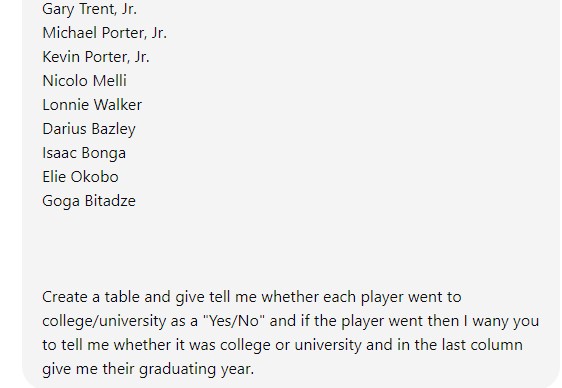 Gary Trent, Jr.
Michael Porter, Jr.
Kevin Porter, Jr.
Nicolo Melli
Lonnie Walker
Darius Bazley
Isaac Bonga
Elie Okobo
Goga Bitadze
Create a table and give tell me whether each player went to
college/university as a "Yes/No" and if the player went then I wany you
to tell me whether it was college or university and in the last column
give me their graduating year.